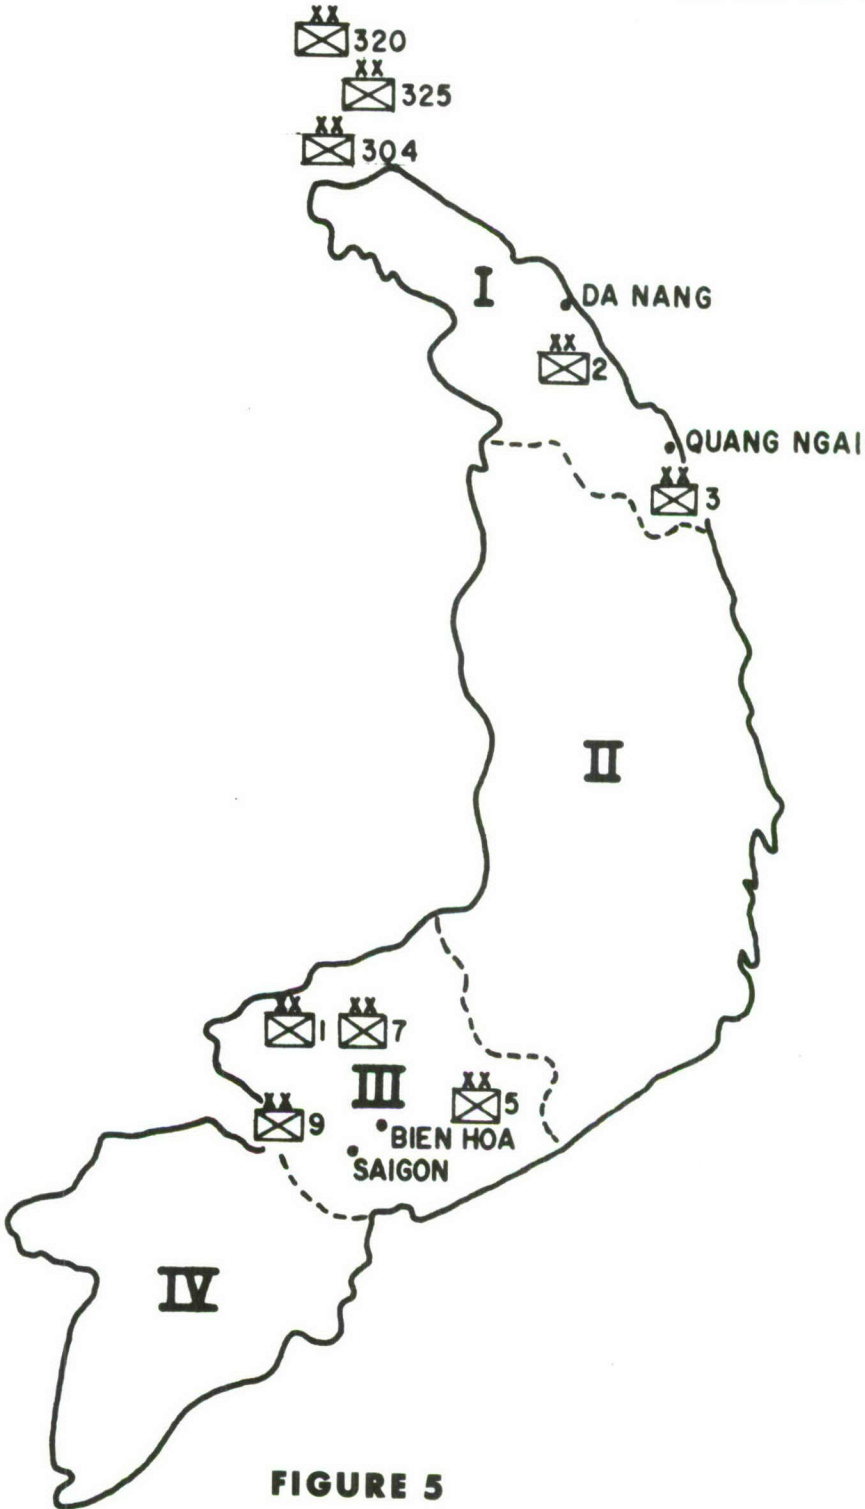 XX
320
XX
325
XX
304
I
DA NANG
XX
2
QUANG NGAI
XX
3
II
XX
1
XX
7
III
XX
5
XX
9
BIEN HOA
SAIGON
IV
FIGURE 5